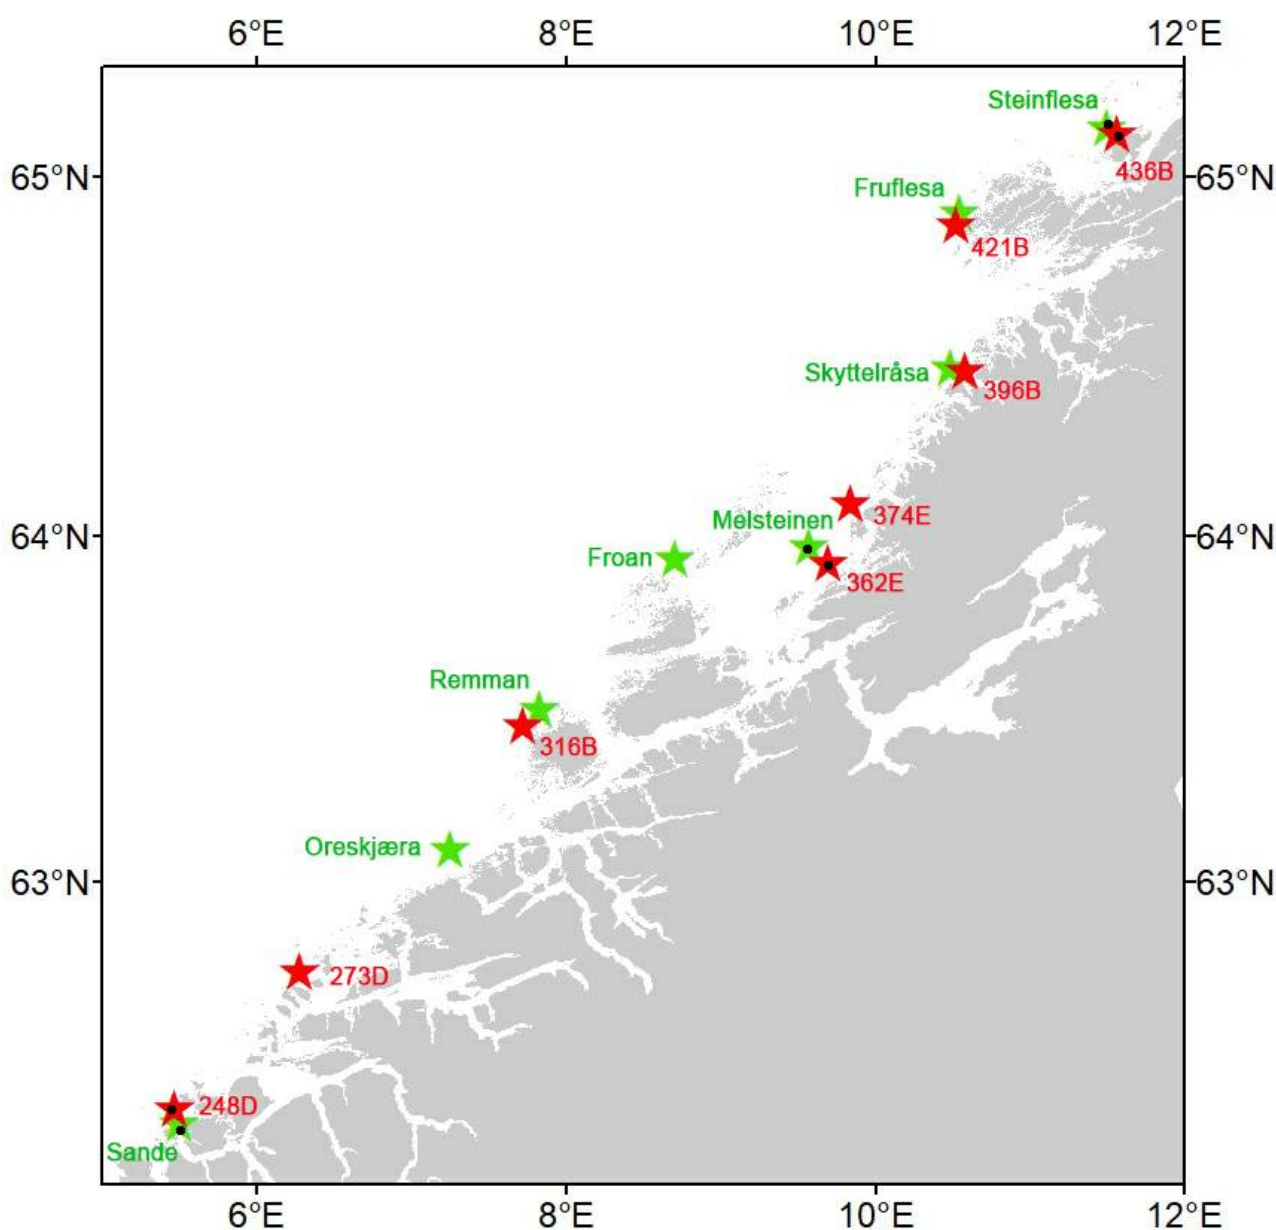 6°E 8°E 10°E 12°E
Steinflesa
65°N 65°N
436B
Fruflesa
421B
Skyttelråsa
396B
374E
Melsteinen
64°N 64°N
Froan
362E
Remman
316B
Oreskjæra
63°N 63°N
273D
248D
Sande
6°E 8°E 10°E 12°E